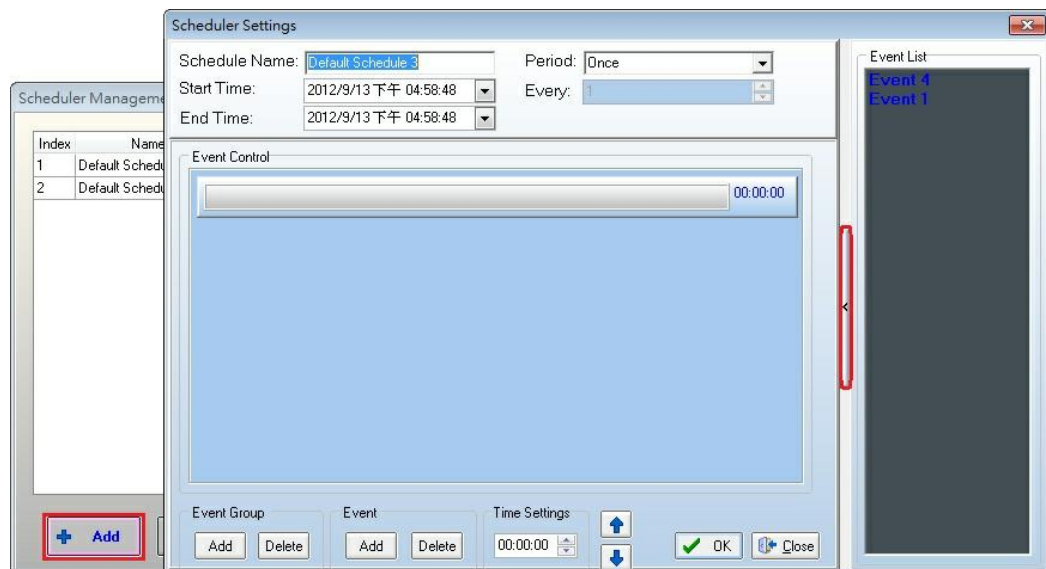 Scheduler Settings
Schedule Name: Default Schedule 3
Period: Once
Start Time: 2012/9/13 下午 04:58:48
Every: 1
End Time: 2012/9/13 下午 04:58:48
Event Control
00:00:00
Event Group
Add Delete
Event
Add Delete
Time Settings
00:00:00
OK Close
Event List
Event 4
Event 1
Scheduler Manageme
Index Name
1 Default Schedu
2 Default Schedu
Add